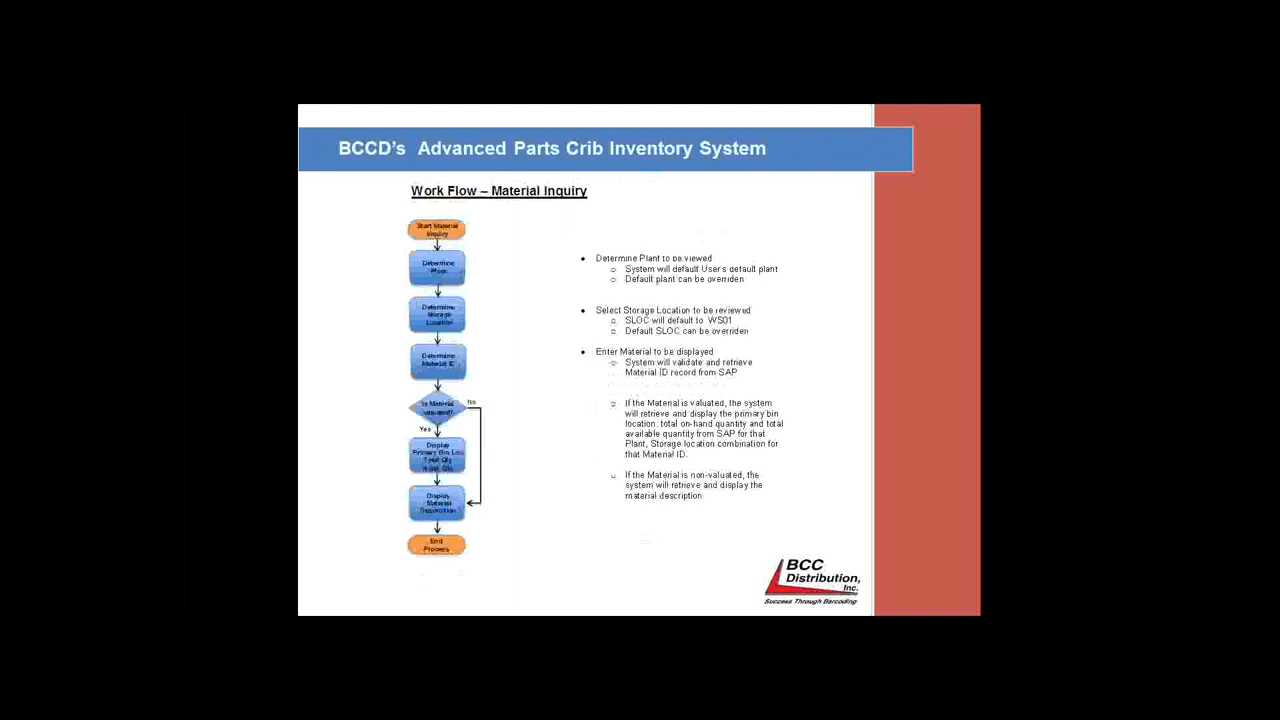 BCCD's Advanced Parts Crib Inventory System
Work Flow – Material Inquiry
Start Material
Inquiry
Determine
Plant
Determine
Storage
Location
Determine
Material ID
Is Material
valuated?
No
Yes
Display
Primary Bin Loc
Total Qty
Display
Material
Description
End
Process
• Determine Plant to be viewed
o System will default User's default plant
o Default plant can be overriden
• Select Storage Location to be reviewed
o SLOC will default to WS01
o Default SLOC can be overriden
• Enter Material to be displayed
o System will validate and retrieve
Material ID record from SAP
o If the Material is valuated, the system
will retrieve and display the primary bin
location, total on-hand quantity and total
available quantity from SAP for that
Plant, Storage location combination for
that Material ID.
o If the Material is non-valuated, the
system will retrieve and display the
material description
BCC
Distribution,
Inc.
Success Through Barcoding